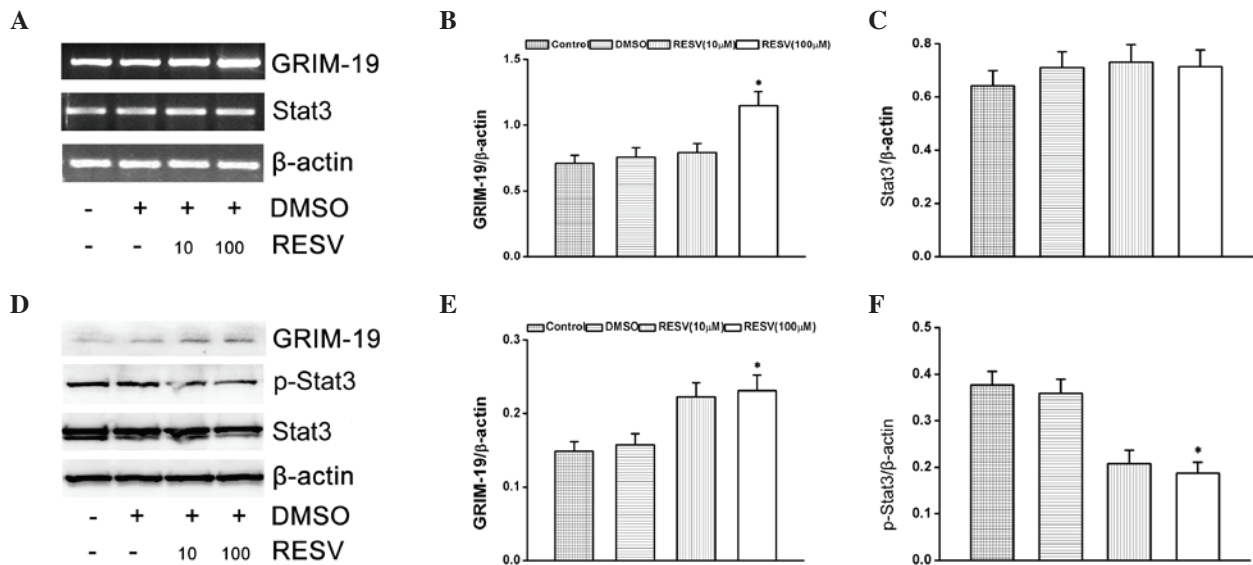 A
GRIM-19
Stat3
β-actin
- + + + DMSO
- - 10 100 RESV
B
Control DMSO RESV(10μM) RESV(100μM)
GRIM-19/β-actin
1.5
1.0
0.5
0.0
*
C
Stat3/β-actin
0.8
0.6
0.4
0.2
0.0
D
GRIM-19
p-Stat3
Stat3
β-actin
- + + + DMSO
- - 10 100 RESV
E
Control DMSO RESV(10μM) RESV(100μM)
GRIM-19/β-actin
0.3
0.2
0.1
0.0
*
F
p-Stat3/β-actin
0.5
0.4
0.3
0.2
0.1
0.0
*